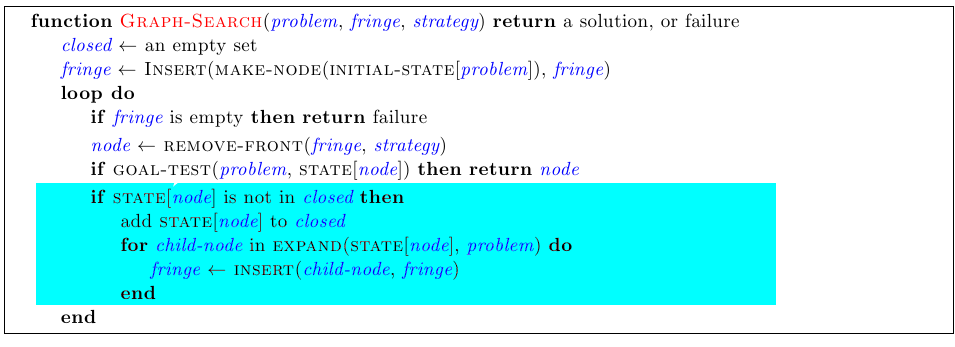 function GRAPH-SEARCH(problem, fringe, strategy) return a solution, or failure
closed ← an empty set
fringe ← INSERT(MAKE-NODE(INITIAL-STATE[problem]), fringe)
loop do
if fringe is empty then return failure
node ← REMOVE-FRONT(fringe, strategy)
if GOAL-TEST(problem, STATE[node]) then return node
if STATE[node] is not in closed then
add STATE[node] to closed
for child-node in EXPAND(STATE[node], problem) do
fringe ← INSERT(child-node, fringe)
end
end